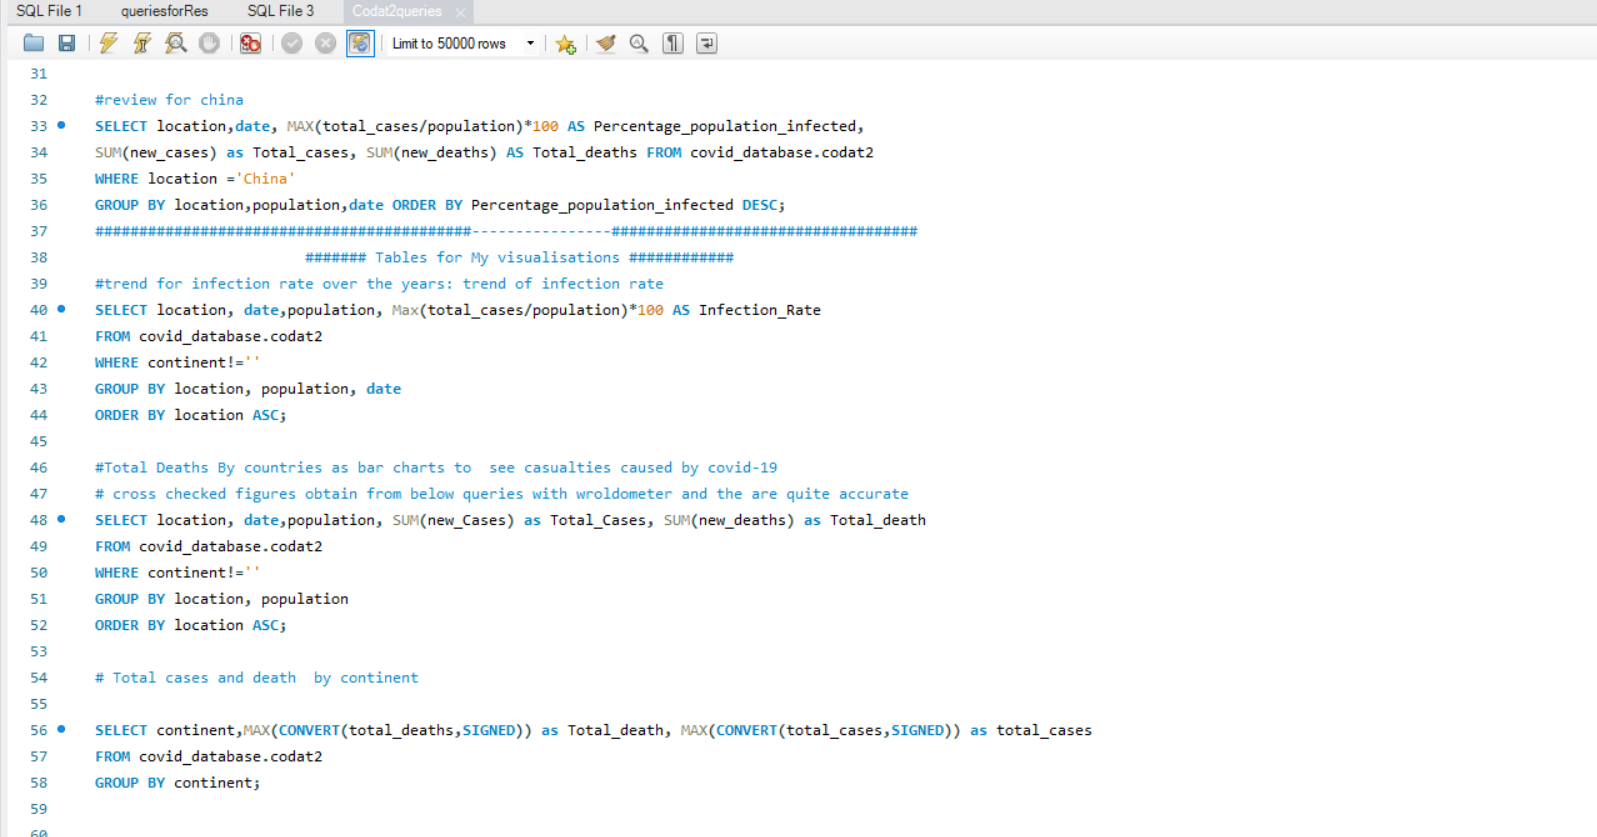 SQL File 1 queriesforRes SQL File 3 Codat2queries
Limit to 50000 rows
31
32 #review for china
33 SELECT location,date, MAX(total_cases/population)*100 AS Percentage_population_infected,
34 SUM(new_cases) as Total_cases, SUM(new_deaths) AS Total_deaths FROM covid_database.codat2
35 WHERE location ='China'
36 GROUP BY location,population,date ORDER BY Percentage_population_infected DESC;
37 ###########################################----------------###################################
38 ####### Tables for My visualisations ############
39 #trend for infection rate over the years: trend of infection rate
40 SELECT location, date,population, Max(total_cases/population)*100 AS Infection_Rate
41 FROM covid_database.codat2
42 WHERE continent!=''
43 GROUP BY location, population, date
44 ORDER BY location ASC;
45
46 #Total Deaths By countries as bar charts to  see casualties caused by covid-19
47 # cross checked figures obtain from below queries with wroldometer and the are quite accurate
48 SELECT location, date,population, SUM(new_Cases) as Total_Cases, SUM(new_deaths) as Total_death
49 FROM covid_database.codat2
50 WHERE continent!=''
51 GROUP BY location, population
52 ORDER BY location ASC;
53
54 # Total cases and death  by continent
55
56 SELECT continent,MAX(CONVERT(total_deaths,SIGNED)) as Total_death, MAX(CONVERT(total_cases,SIGNED)) as total_cases
57 FROM covid_database.codat2
58 GROUP BY continent;
59
60